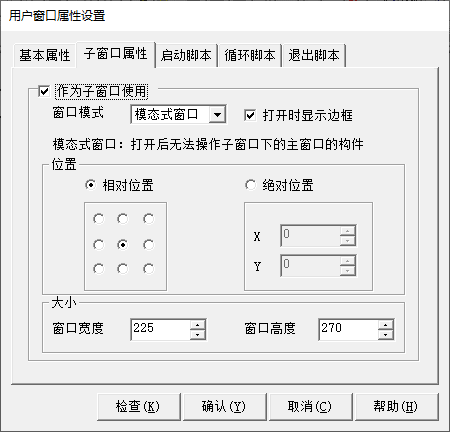 用户窗口属性设置
基本属性 子窗口属性 启动脚本 循环脚本 退出脚本
作为子窗口使用
窗口模式 模态式窗口 打开时显示边框
模态式窗口：打开后无法操作子窗口下的主窗口的构件
位置
相对位置 绝对位置
X 0
Y 0
大小
窗口宽度 225 窗口高度 270
检查(K) 确认(Y) 取消(C) 帮助(H)